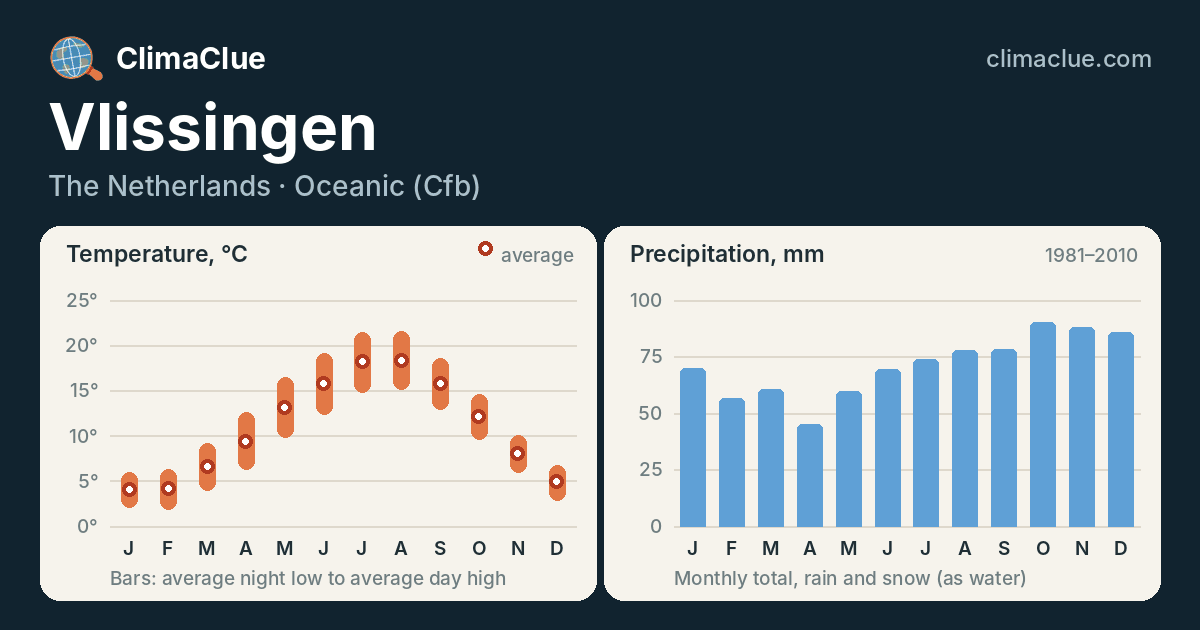 ClimaClue
climaclue.com
Vlissingen
The Netherlands · Oceanic (Cfb)
Temperature, °C
average
25°
20°
15°
10°
5°
0°
J F M A M J J A S O N D
Bars: average night low to average day high
Precipitation, mm
1981–2010
100
75
50
25
0
J F M A M J J A S O N D
Monthly total, rain and snow (as water)